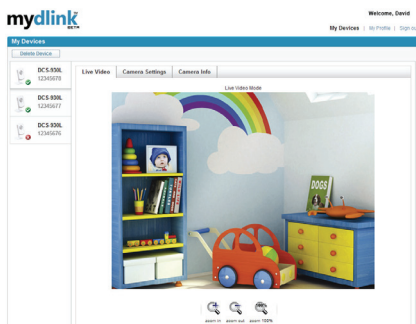 mydlink
BETA
Welcome, David
My Devices | My Profile | Sign
My Devices
Delete Device
DCS-930L
12345678
DCS-930L
12345677
DCS-930L
12345676
Live Video
Camera Settings
Camera Info
Live Video Mode
DOGS
zoom in
zoom out
zoom 100%